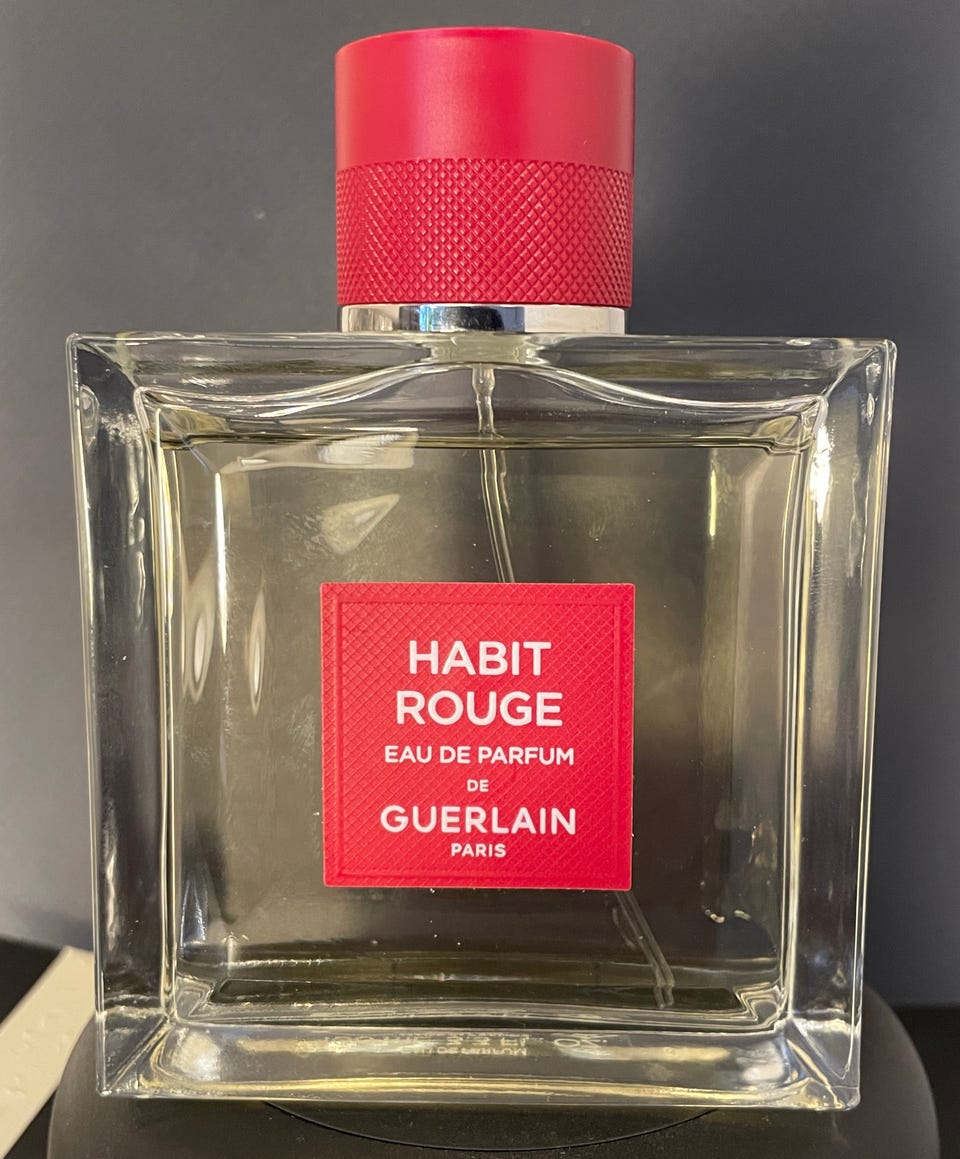 HABIT
ROUGE
EAU DE PARFUM
DE
GUERLAIN
PARIS